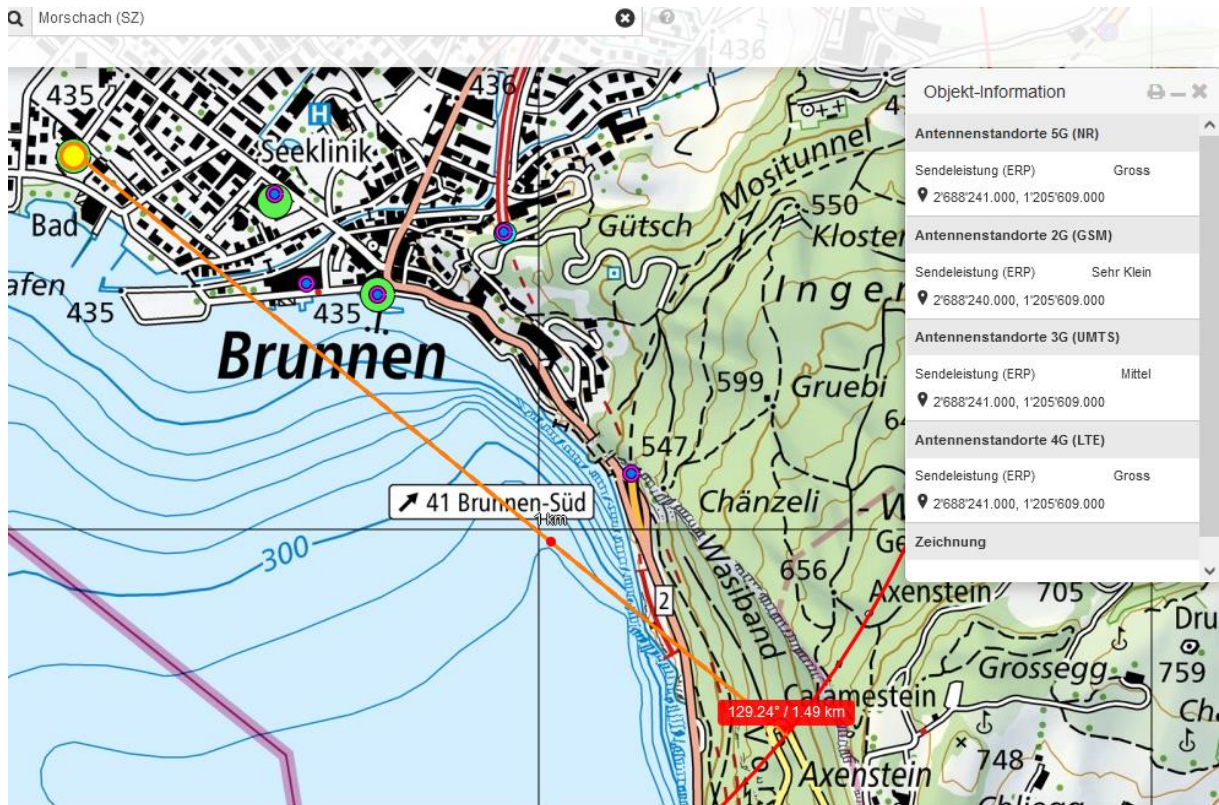 Morschach (SZ)
436
435
436
H
Seeklinik
Mositunnel
550
Bad
Gütsch
435
435
Brunnen
599
Gruebi
547
41 Brunnen-Süd
1 km
Chänzeli
300
Wasiband
656
2
Axenstein
705
Grossegg
759
Calamestein
129.24° / 1.49 km
748
Axenstein
Objekt-Information
Antennenstandorte 5G (NR)
Sendeleistung (ERP) Gross
2'688'241.000, 1'205'609.000
Antennenstandorte 2G (GSM)
Sendeleistung (ERP) Sehr Klein
2'688'240.000, 1'205'609.000
Antennenstandorte 3G (UMTS)
Sendeleistung (ERP) Mittel
2'688'241.000, 1'205'609.000
Antennenstandorte 4G (LTE)
Sendeleistung (ERP) Gross
2'688'241.000, 1'205'609.000
Zeichnung